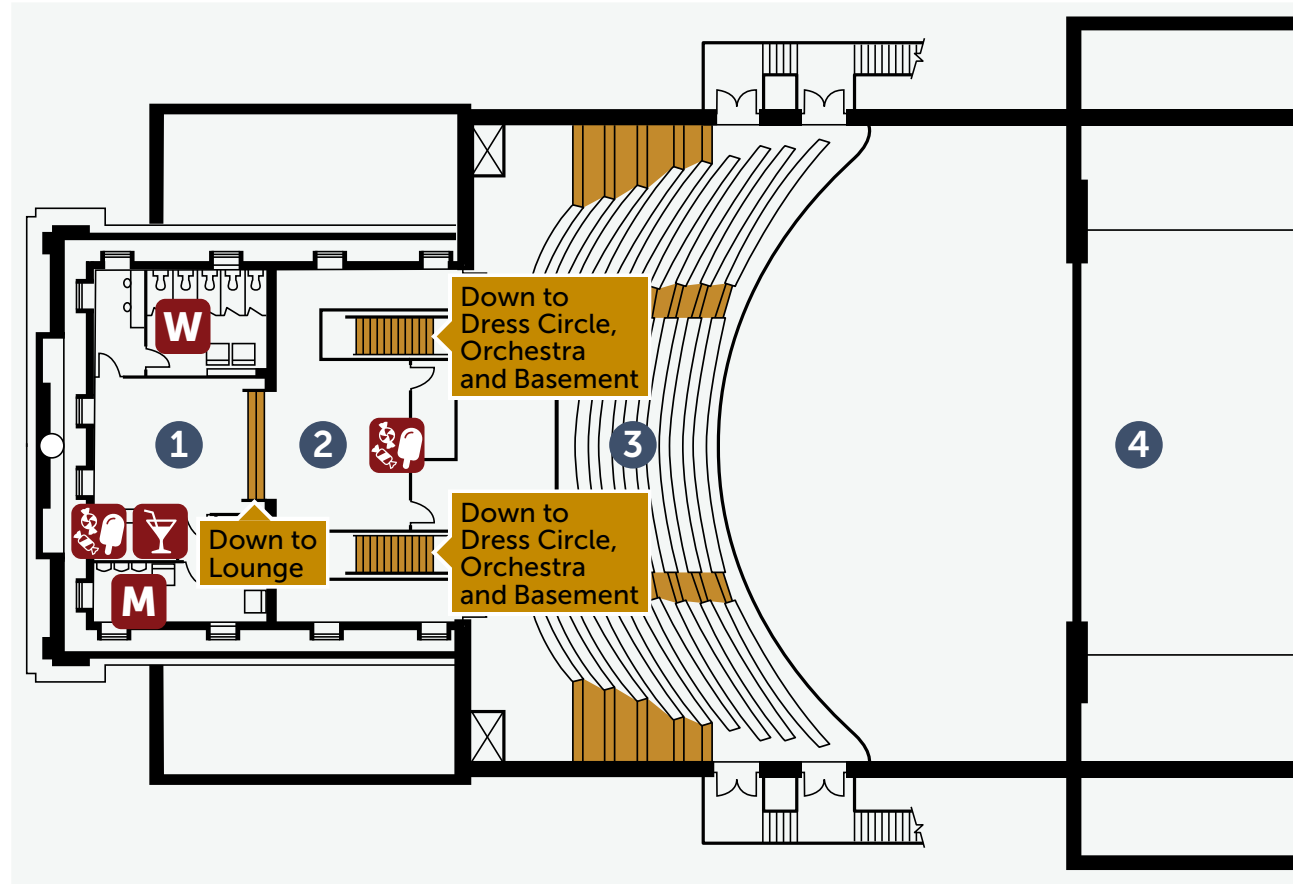 W
Down to
Dress Circle,
Orchestra
and Basement
1
2
3
4
Down to
Lounge
Down to
Dress Circle,
Orchestra
and Basement
M